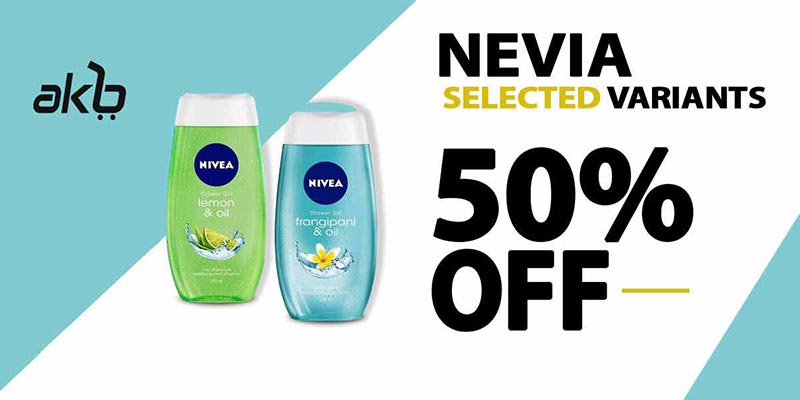 akb
NEVIA
SELECTED VARIANTS
50%
OFF
NIVEA
Shower Gel
lemon
& oil
NIVEA
Shower Gel
frangipani
& oil